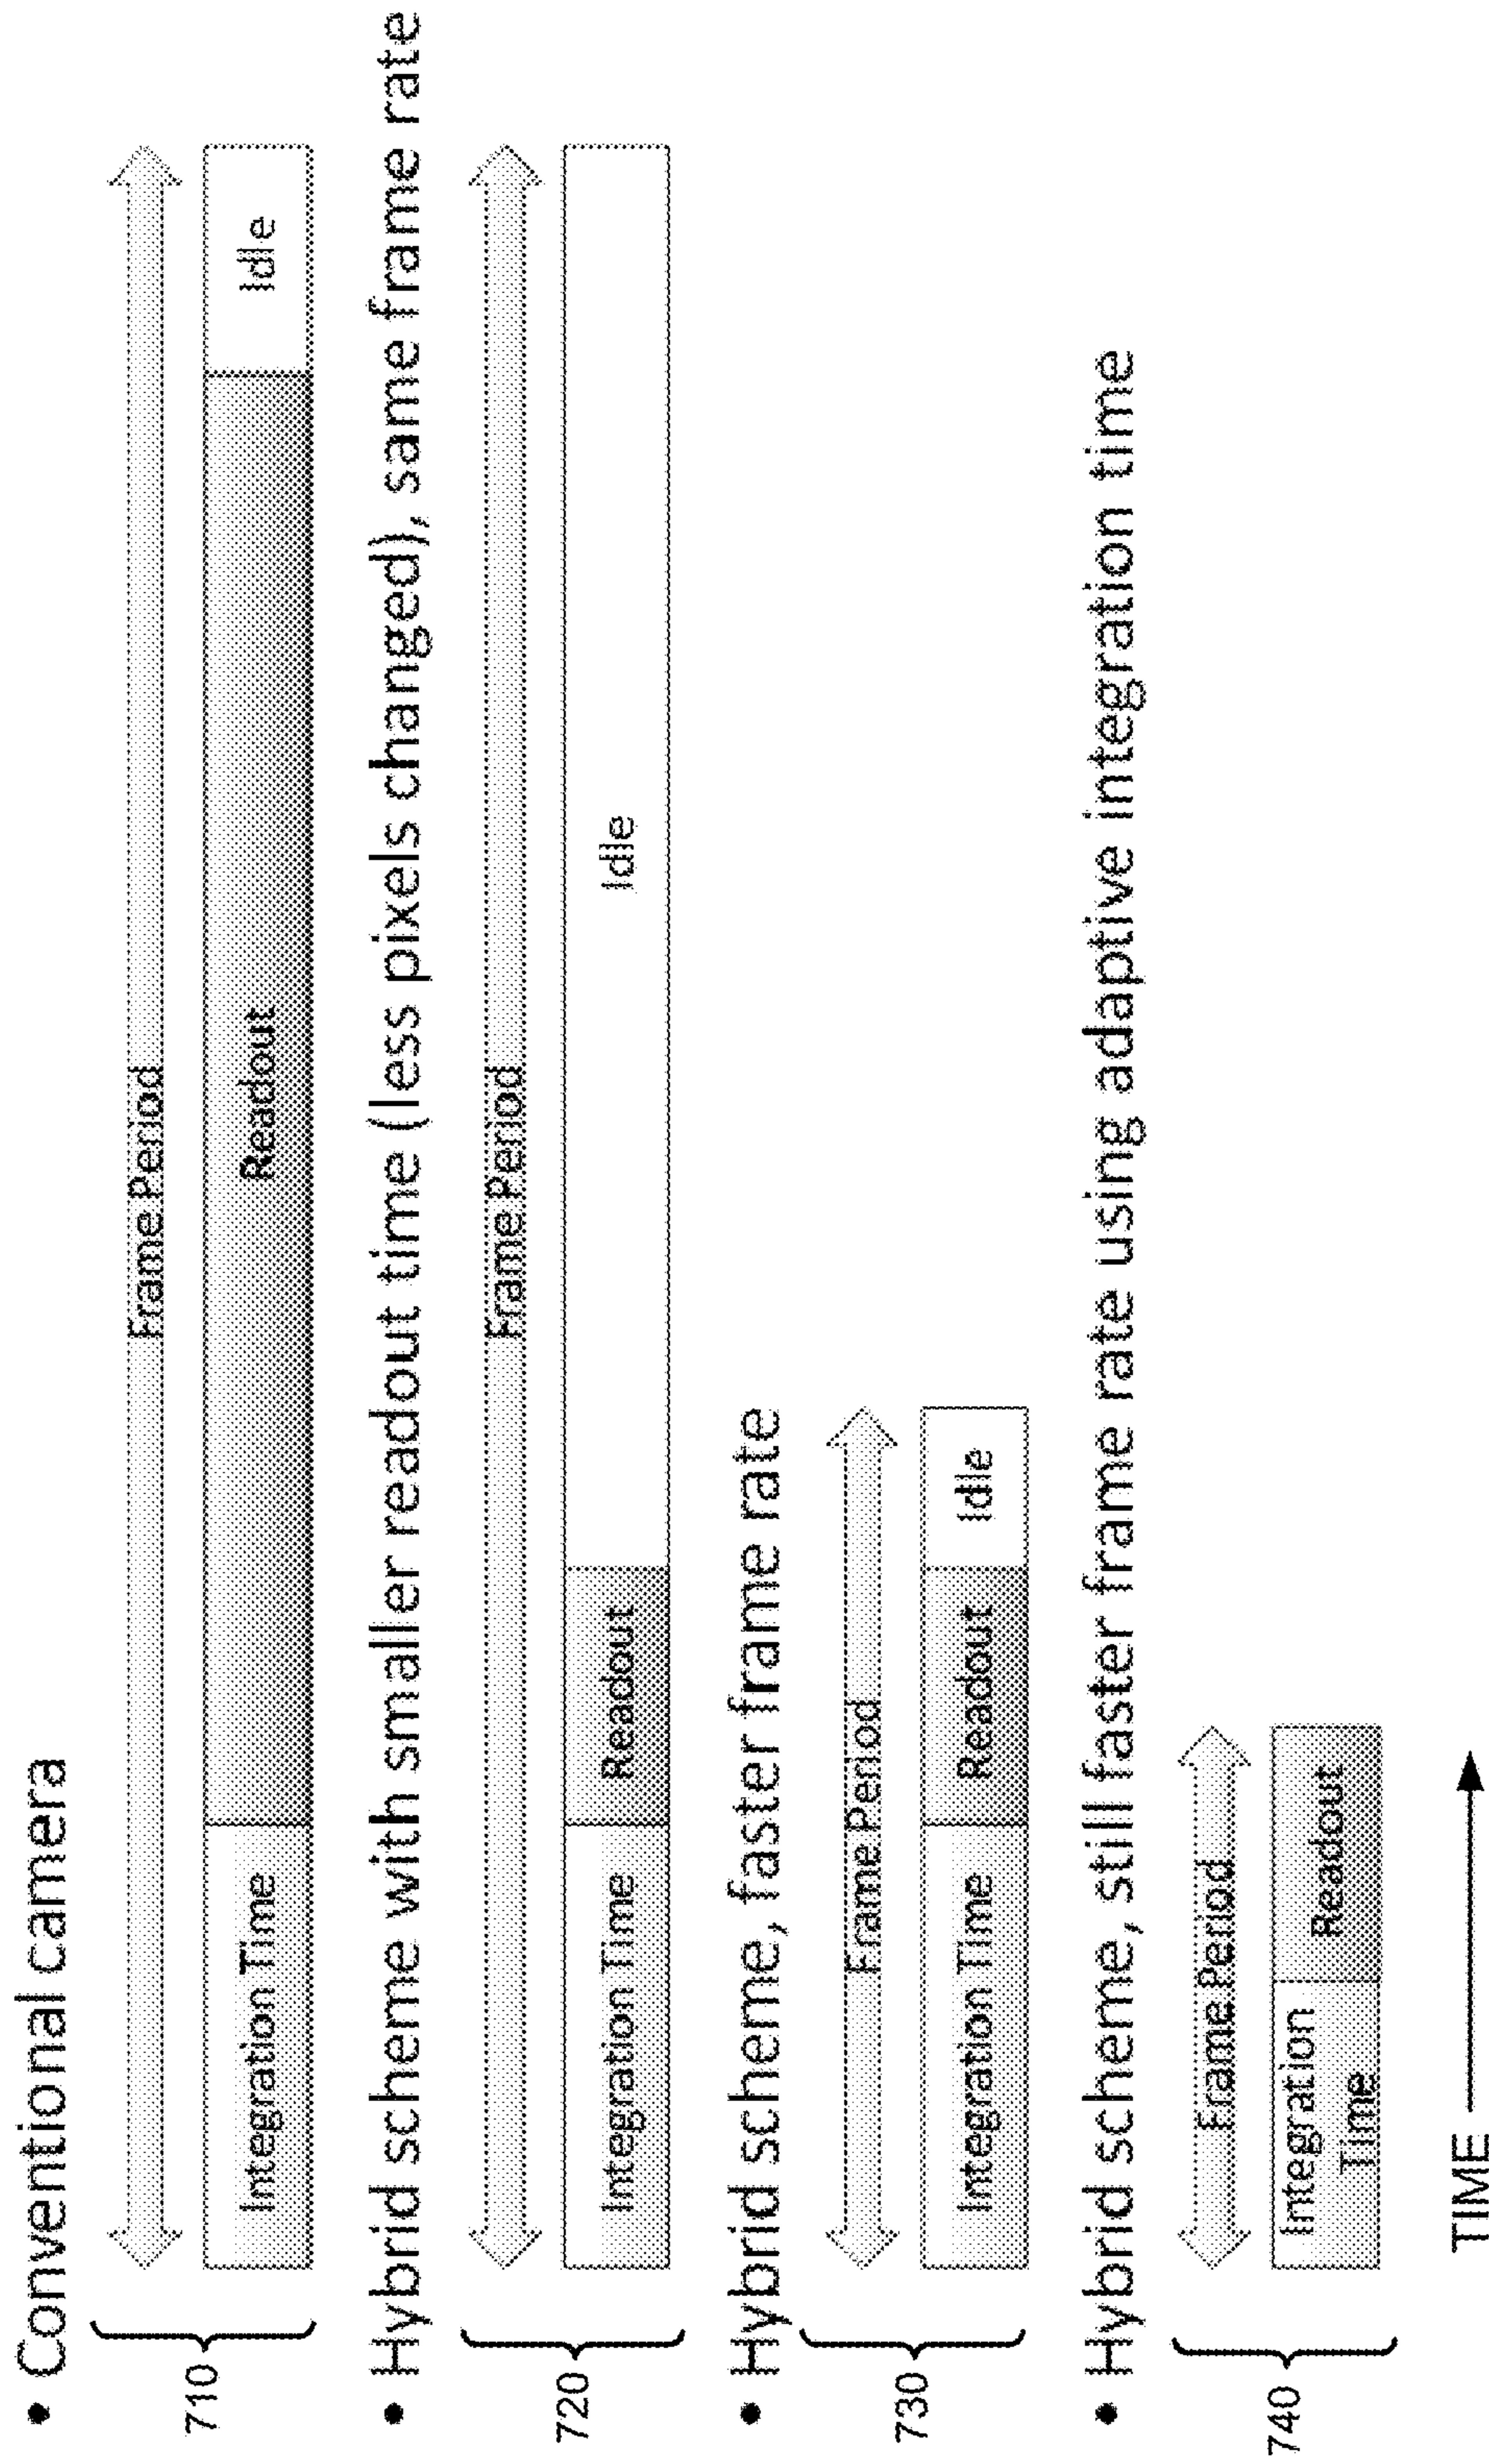 • Conventional camera
Frame Period
710
Integration Time Readout Idle
• Hybrid scheme with smaller readout time (less pixels changed), same frame rate
Frame Period
720
Integration Time Readout Idle
• Hybrid scheme, faster frame rate
Frame Period
730
Integration Time Readout Idle
• Hybrid scheme, still faster frame rate using adaptive integration time
Frame Period
740
Integration
Time
Readout
TIME